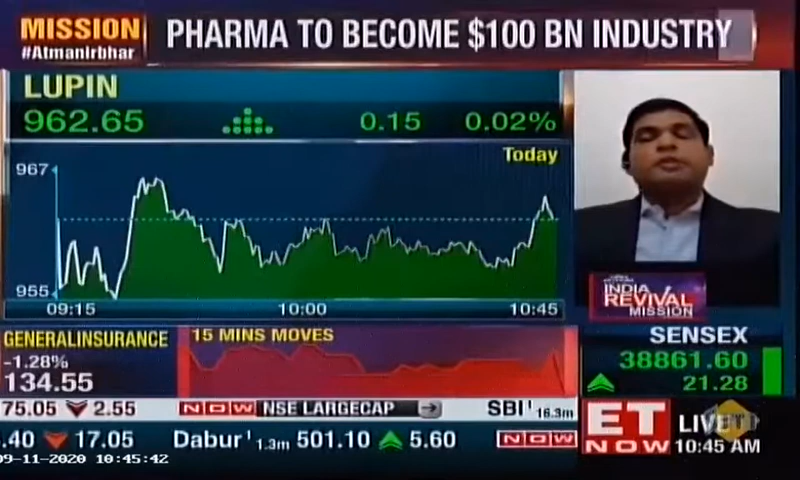 MISSION
#Atmanirbhar
PHARMA TO BECOME $100 BN INDUSTRY
LUPIN
962.65 0.15 0.02%
Today
967
955
09:15 10:00 10:45
INDIA
REVIVAL
MISSION
GENERALINSURANCE
-1.28%
134.55
15 MINS MOVES
SENSEX
38861.60
21.28
75.05 2.55 NOW NSE LARGECAP SBI 16.3m
.40 17.05 Dabur 1.3m 501.10 5.60 NOW
ET
NOW
LIVE
10:45 AM
09-11-2020 10:45:42